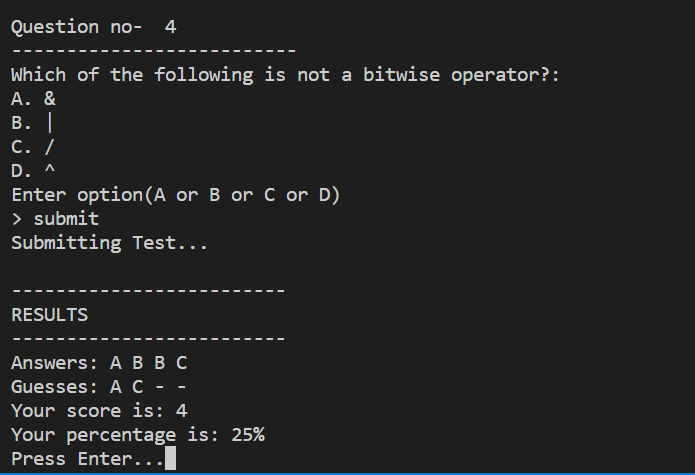 Question no-  4
--------------------------
Which of the following is not a bitwise operator?:
A. &
B. |
C. /
D. ^
Enter option(A or B or C or D)
> submit
Submitting Test...
-------------------------
RESULTS
-------------------------
Answers: A B B C
Guesses: A C - -
Your score is: 4
Your percentage is: 25%
Press Enter...